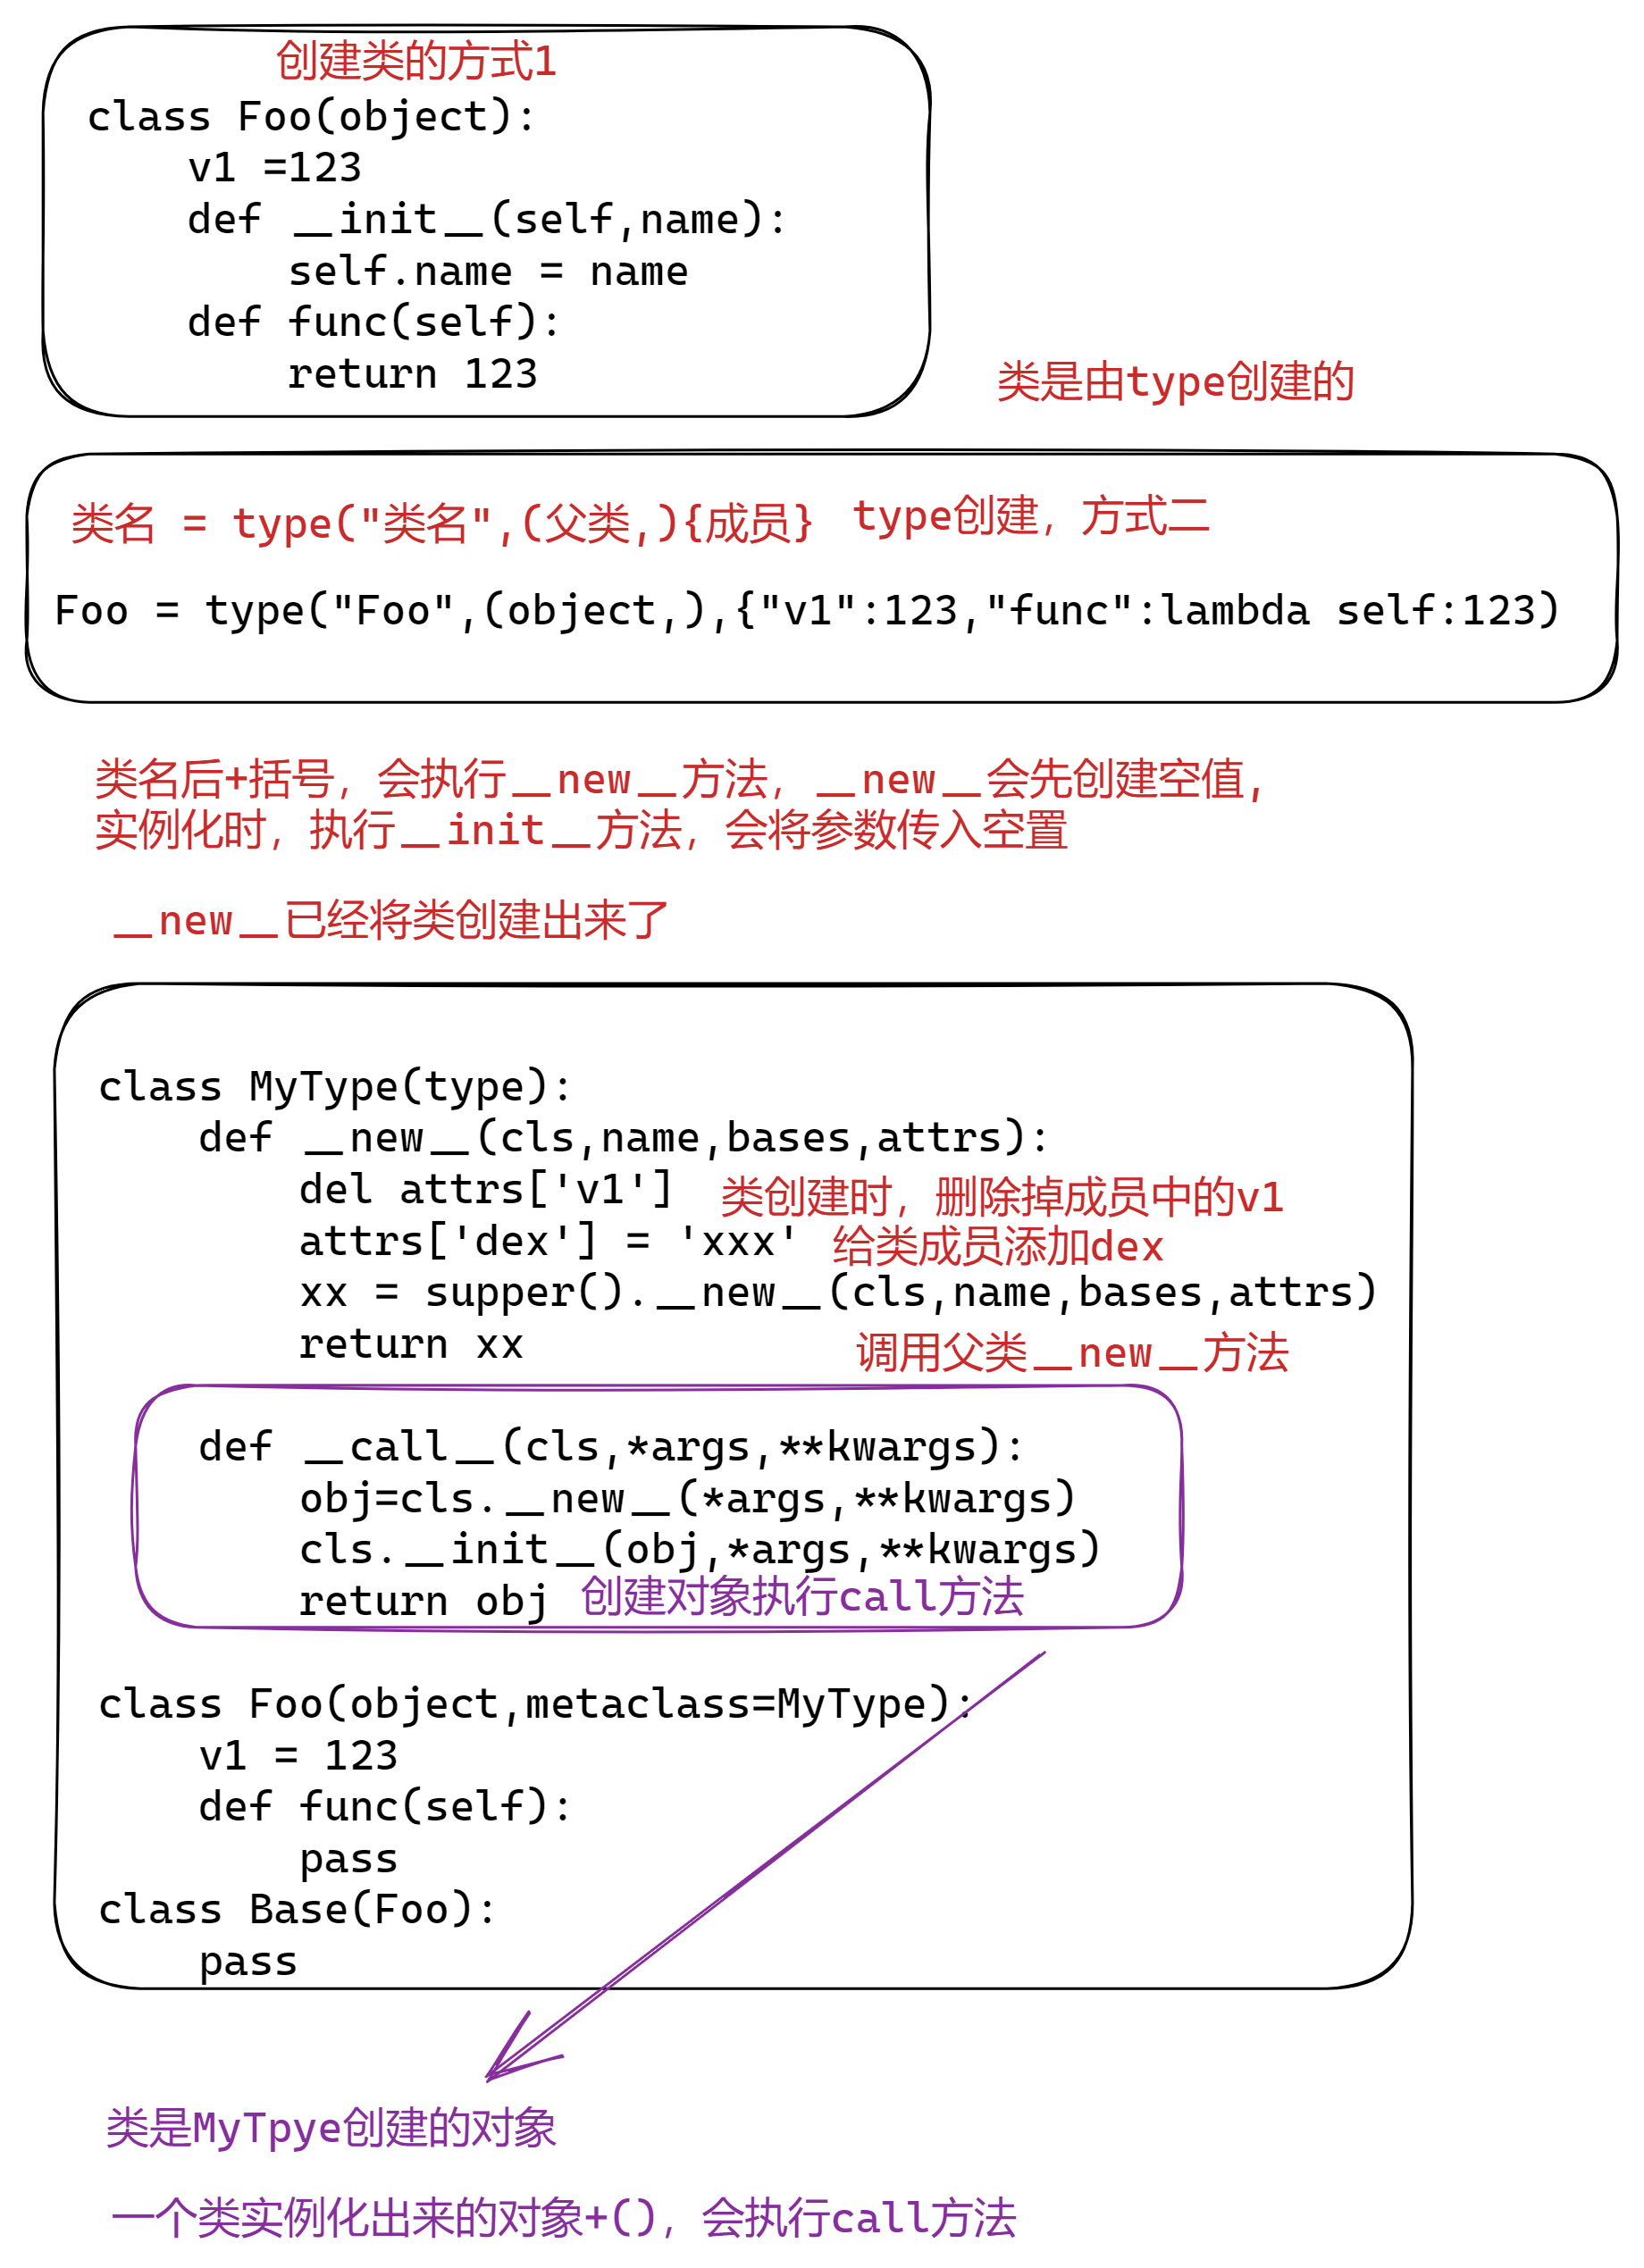 创建类的方式1
class Foo(object):
    v1 =123
    def __init__(self,name):
        self.name = name
    def func(self):
        return 123
类是由type创建的
类名 = type("类名",(父类,){成员}  type创建，方式二
Foo = type("Foo",(object,),{"v1":123,"func":lambda self:123)
类名后+括号，会执行__new__方法，__new__会先创建空值,
实例化时，执行__init__方法，会将参数传入空置
__new__已经将类创建出来了
class MyType(type):
    def __new__(cls,name,bases,attrs):
        del attrs['v1']  类创建时，删除掉成员中的v1
        attrs['dex'] = 'xxx'  给类成员添加dex
        xx = supper().__new__(cls,name,bases,attrs)
        return xx  调用父类__new__方法
    def __call__(cls,*args,**kwargs):
        obj=cls.__new__(*args,**kwargs)
        cls.__init__(obj,*args,**kwargs)
        return obj  创建对象执行call方法
class Foo(object,metaclass=MyType):
    v1 = 123
    def func(self):
        pass
class Base(Foo):
    pass
类是MyTpye创建的对象
一个类实例化出来的对象+()，会执行call方法